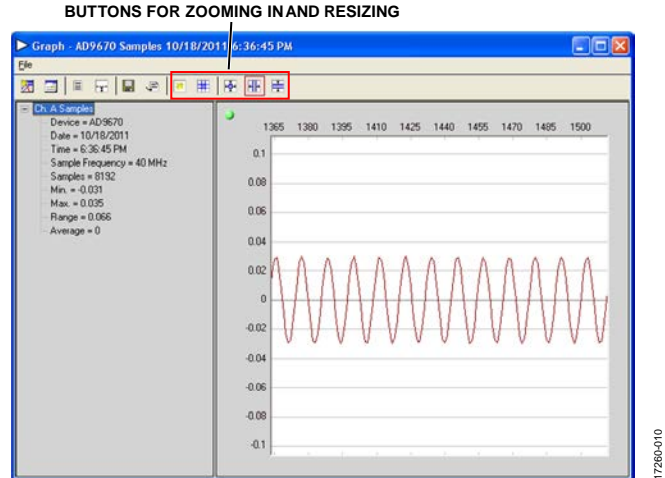 BUTTONS FOR ZOOMING IN AND RESIZING
Graph - AD9670 Samples 10/18/2011 6:36:45 PM
File
Ch. A Samples
Device = AD9670
Date = 10/18/2011
Time = 6:36:45 PM
Sample Frequency = 40 MHz
Samples = 8192
Min. = -0.031
Max. = 0.035
Range = 0.066
Average = 0
1365 1380 1395 1410 1425 1440 1455 1470 1485 1500
0.1
0.08
0.06
0.04
0.02
0
-0.02
-0.04
-0.06
-0.08
-0.1
17260-010